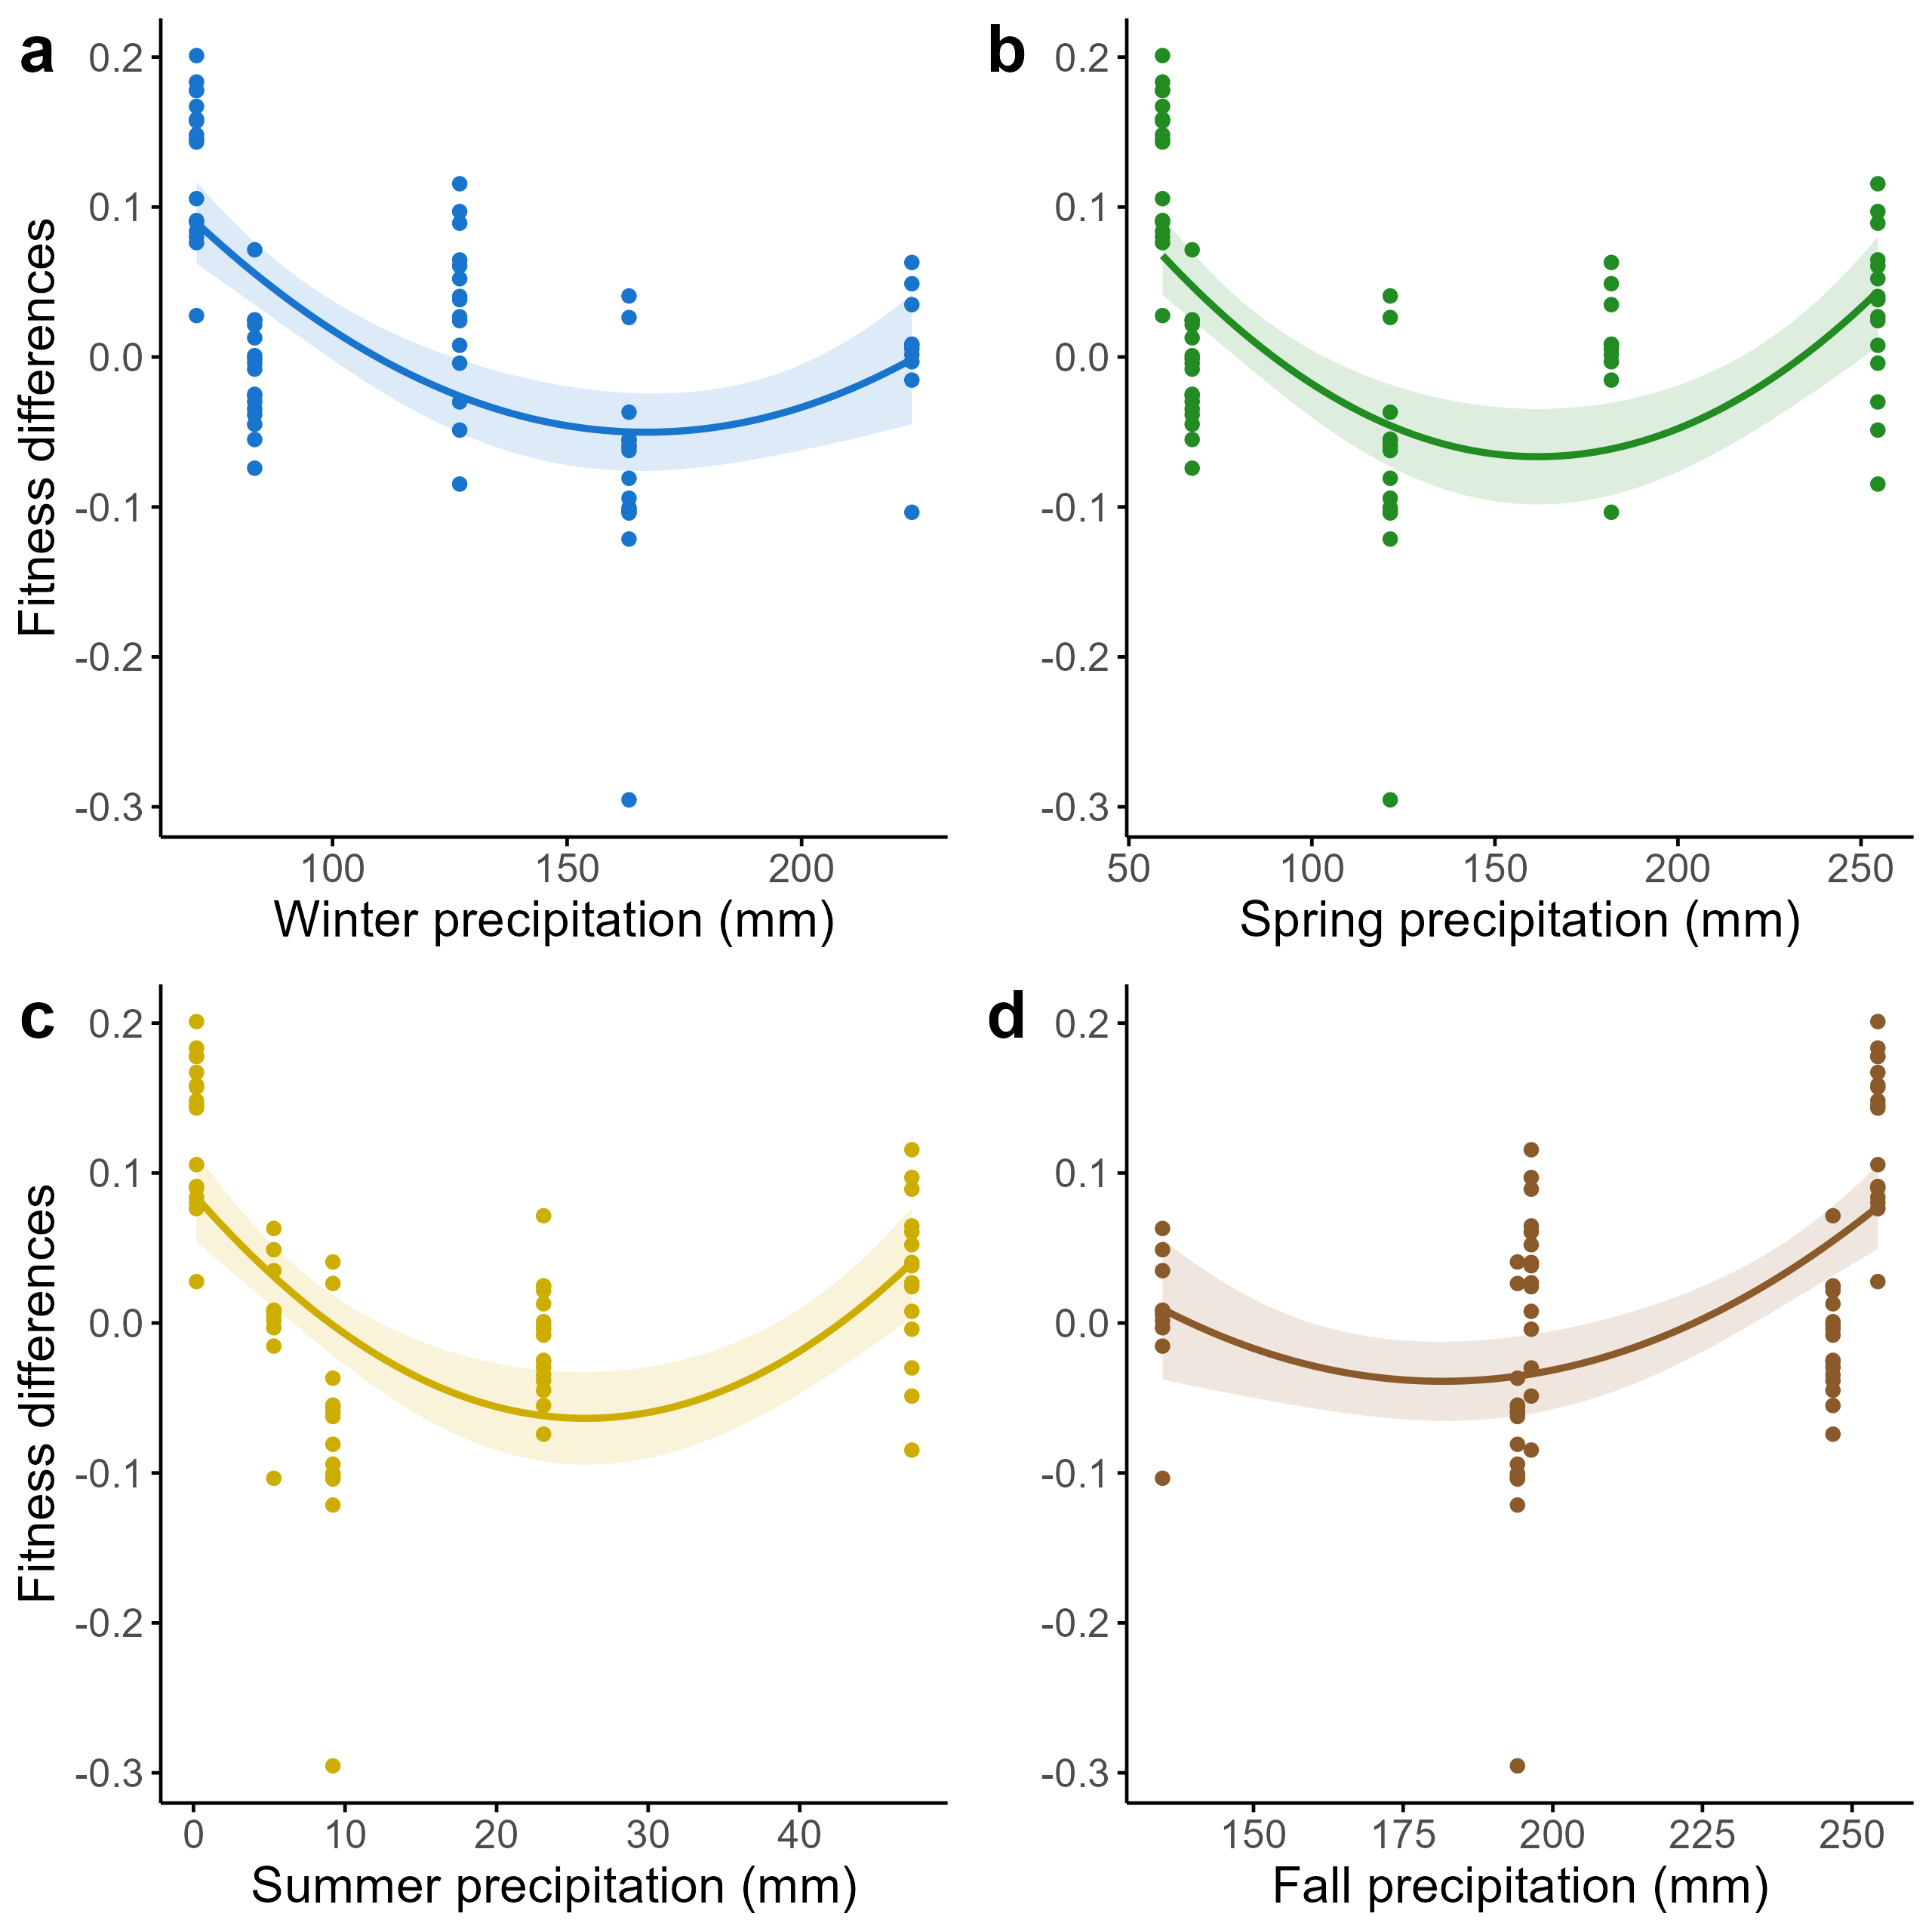 a
0.2
0.1
0.0
-0.1
-0.2
-0.3
Fitness differences
100 150 200
Winter precipitation (mm)
b
0.2
0.1
0.0
-0.1
-0.2
-0.3
50 100 150 200 250
Spring precipitation (mm)
c
0.2
0.1
0.0
-0.1
-0.2
-0.3
Fitness differences
0 10 20 30 40
Summer precipitation (mm)
d
0.2
0.1
0.0
-0.1
-0.2
-0.3
150 175 200 225 250
Fall precipitation (mm)